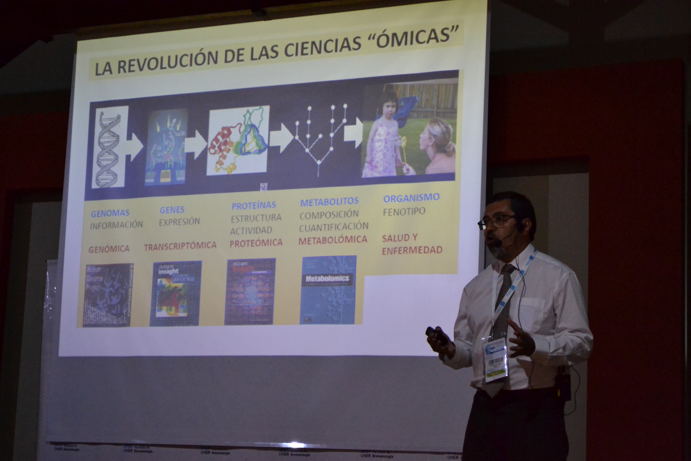 LA REVOLUCIÓN DE LAS CIENCIAS “ÓMICAS”
GENOMAS
INFORMACIÓN
GENÓMICA
GENES
EXPRESIÓN
TRANSCRIPTÓMICA
PROTEÍNAS
ESTRUCTURA
ACTIVIDAD
PROTEÓMICA
METABOLITOS
COMPOSICIÓN
CUANTIFICACIÓN
METABOLÓMICA
ORGANISMO
FENOTIPO
SALUD Y
ENFERMEDAD
insight
Metabolomics